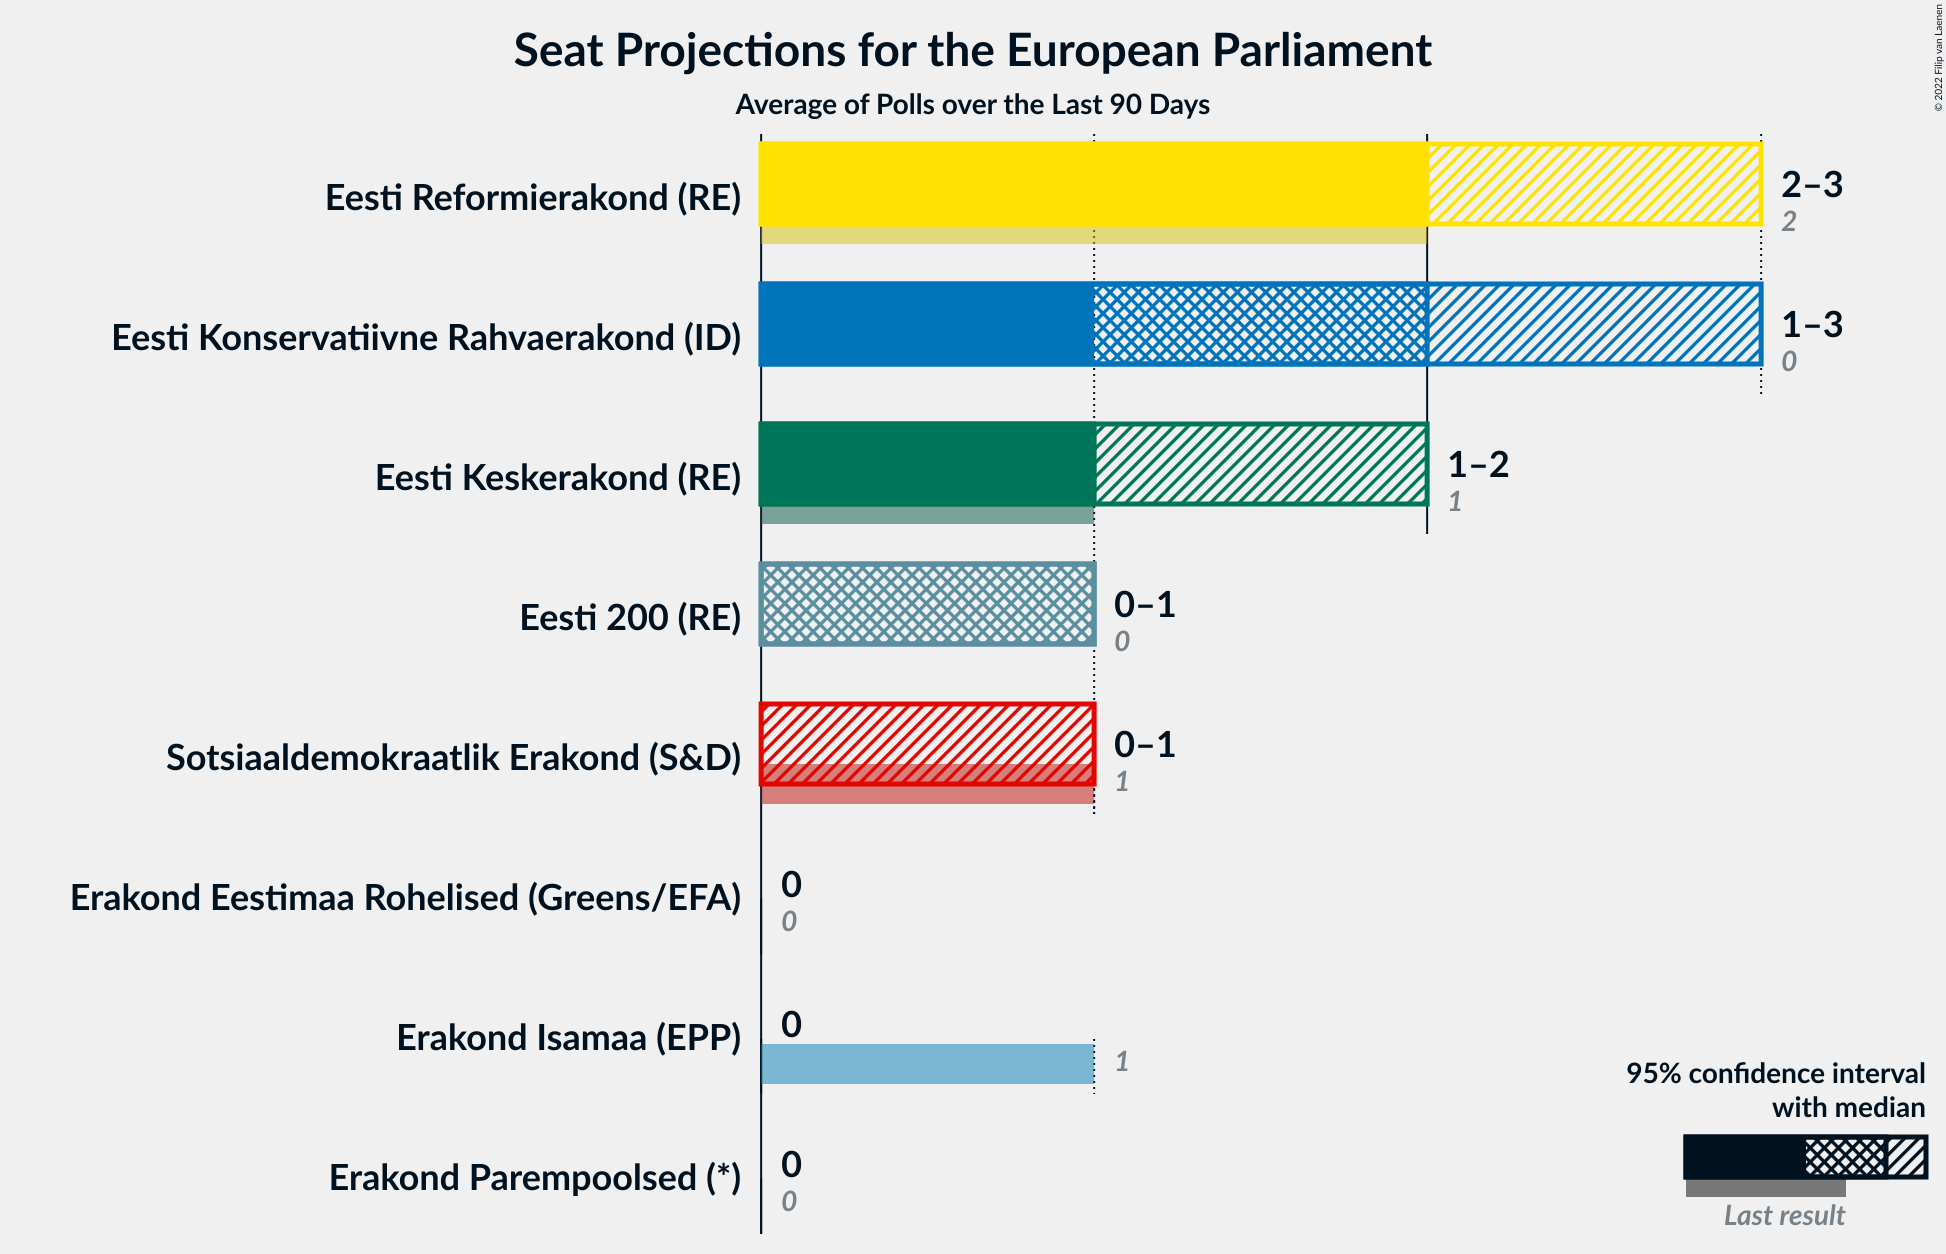 Seat Projections for the European Parliament
Average of Polls over the Last 90 Days
© 2022 Filip van Laenen
Eesti Reformierakond (RE)
2–3
2
Eesti Konservatiivne Rahvaerakond (ID)
1–3
0
Eesti Keskerakond (RE)
1–2
1
Eesti 200 (RE)
0–1
0
Sotsiaaldemokraatlik Erakond (S&D)
0–1
1
Erakond Eestimaa Rohelised (Greens/EFA)
0
0
Erakond Isamaa (EPP)
0
1
Erakond Parempoolsed (*)
0
0
95% confidence interval
with median
Last result